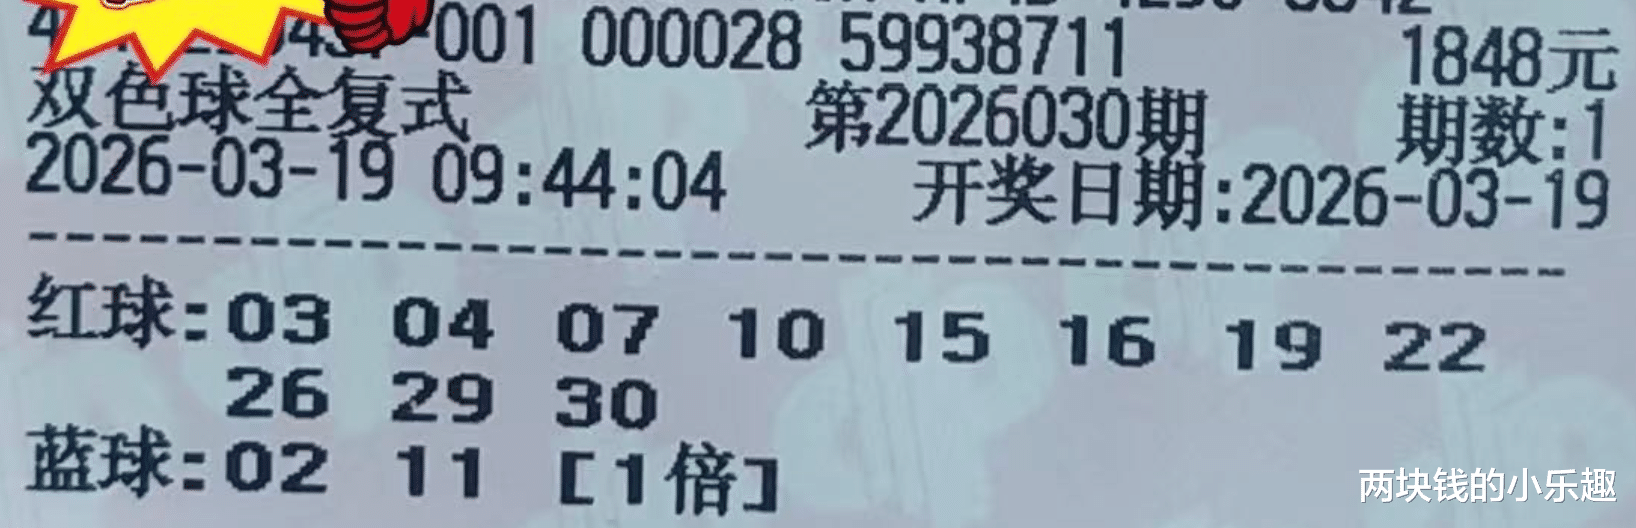 -001 000028 59938711 1848元
双色球全复式 第2026030期 期数:1
2026-03-19 09:44:04 开奖日期:2026-03-19
红球:03 04 07 10 15 16 19 22
26 29 30
蓝球:02 11 [1倍]
两块钱的小乐趣